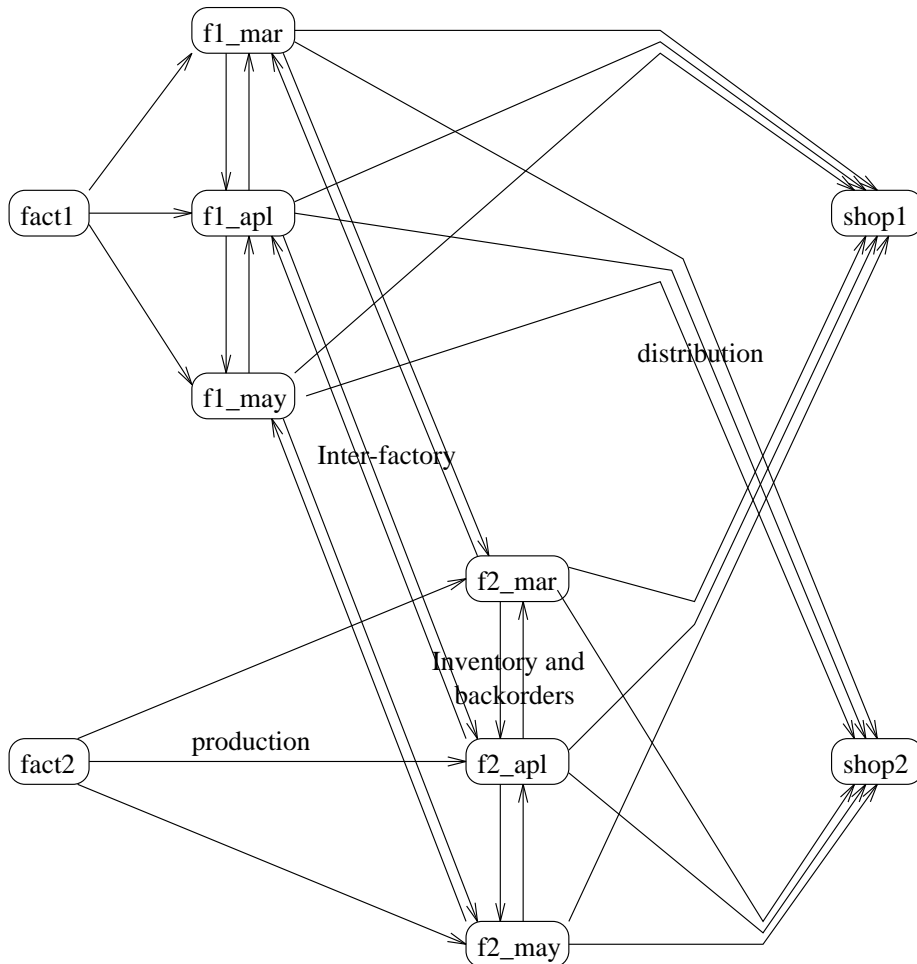 f1_mar
fact1
f1_apl
shop1
distribution
f1_may
Inter-factory
f2_mar
Inventory and
backorders
production
fact2
f2_apl
shop2
f2_may